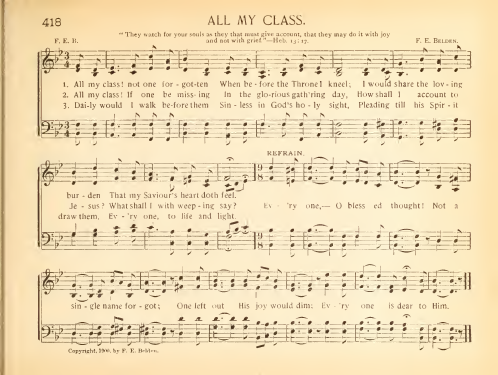 418
ALL MY CLASS.
"They watch for your souls as they that must give account, that they may do it with joy
and not with grief."—Heb. 13: 17.
F. E. B.
F. E. BELDEN.
1. All my class! not one for - got-ten When be-fore the Throne I kneel; I would share the lov - ing
2. All my class! If one be miss-ing In the glo-rious gath'ring day, How shall I account to
3. Dai-ly would I walk be-fore them Sin - less in God's ho - ly sight, Pleading till his Spir - it
REFRAIN.
bur - den That my Saviour's heart doth feel.
Je - sus? What shall I with weep - ing say? Ev - 'ry one,— O bless ed thought! Not a
draw them, Ev - 'ry one, to life and light.
sin - gle name for - got; One left out His joy would dim; Ev - 'ry one is dear to Him.
Copyright, 1900, by F. E. Belden.